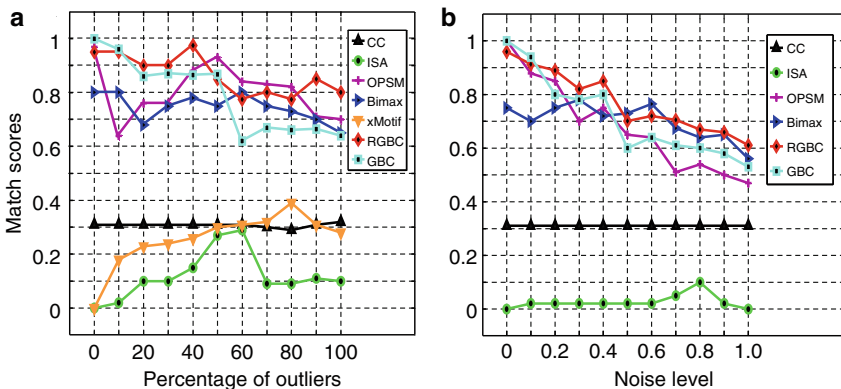 a
Match scores
1
0.8
0.6
0.4
0.2
0
0 20 40 60 80 100
Percentage of outliers
CC
ISA
OPSM
Bimax
xMotif
RGBC
GBC
b
1
0.8
0.6
0.4
0.2
0
0 0.2 0.4 0.6 0.8 1.0
Noise level
CC
ISA
OPSM
Bimax
RGBC
GBC